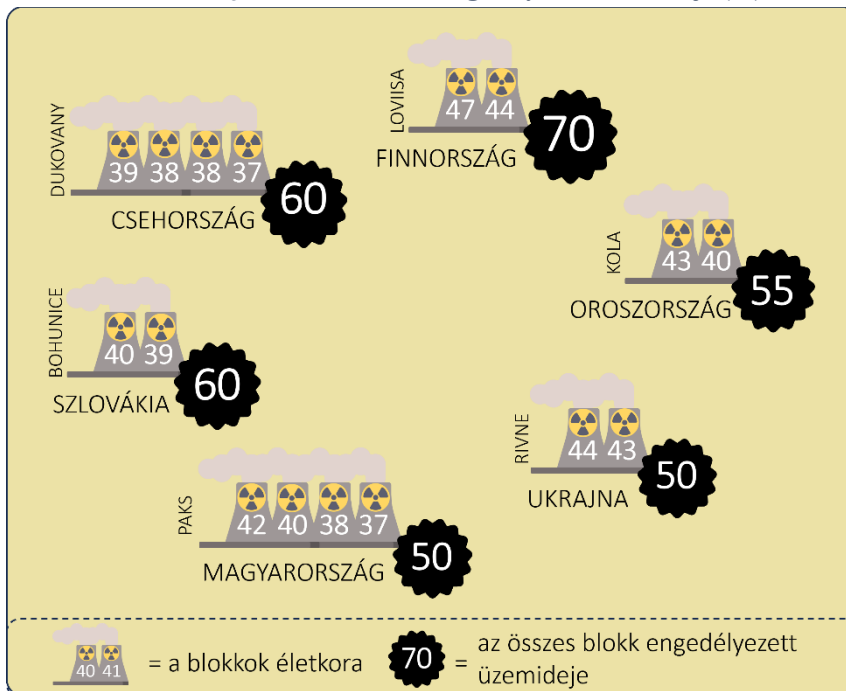 LOVIISA
47 44
70
FINNORSZÁG
DUKOVANY
39 38 38 37
60
CSEHORSZÁG
KOLA
43 40
55
OROSZORSZÁG
BOHUNICE
40 39
60
SZLOVÁKIA
RIVNE
44 43
50
UKRAJNA
PAKS
42 40 38 37
50
MAGYARORSZÁG
40 41
= a blokkok életkora
70
= az összes blokk engedélyezett
üzemideje